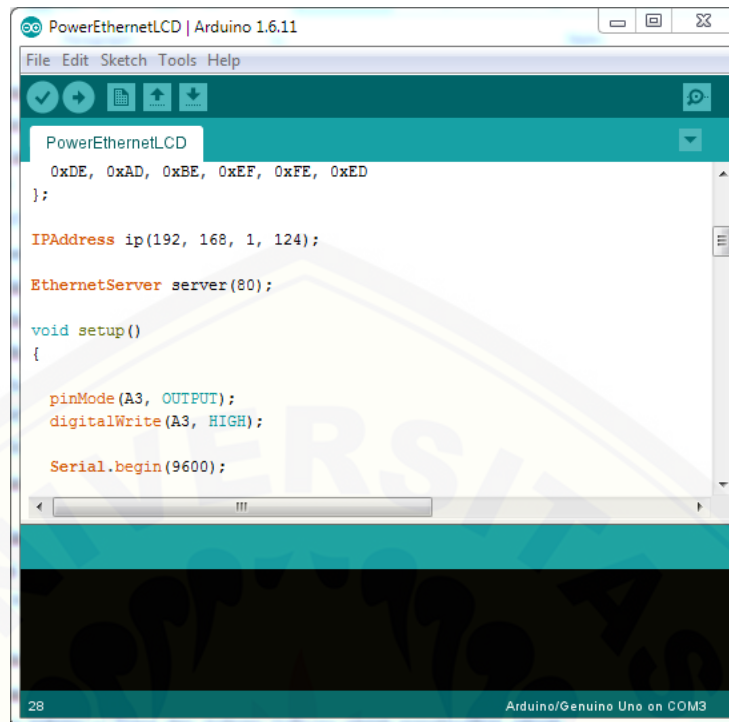 PowerEthernetLCD | Arduino 1.6.11
File Edit Sketch Tools Help
PowerEthernetLCD
0xDE, 0xAD, 0xBE, 0xEF, 0xFE, 0xED
};
IPAddress ip(192, 168, 1, 124);
EthernetServer server(80);
void setup()
{
pinMode(A3, OUTPUT);
digitalWrite(A3, HIGH);
Serial.begin(9600);
UNIVERSITAS
28 Arduino/Genuino Uno on COM3